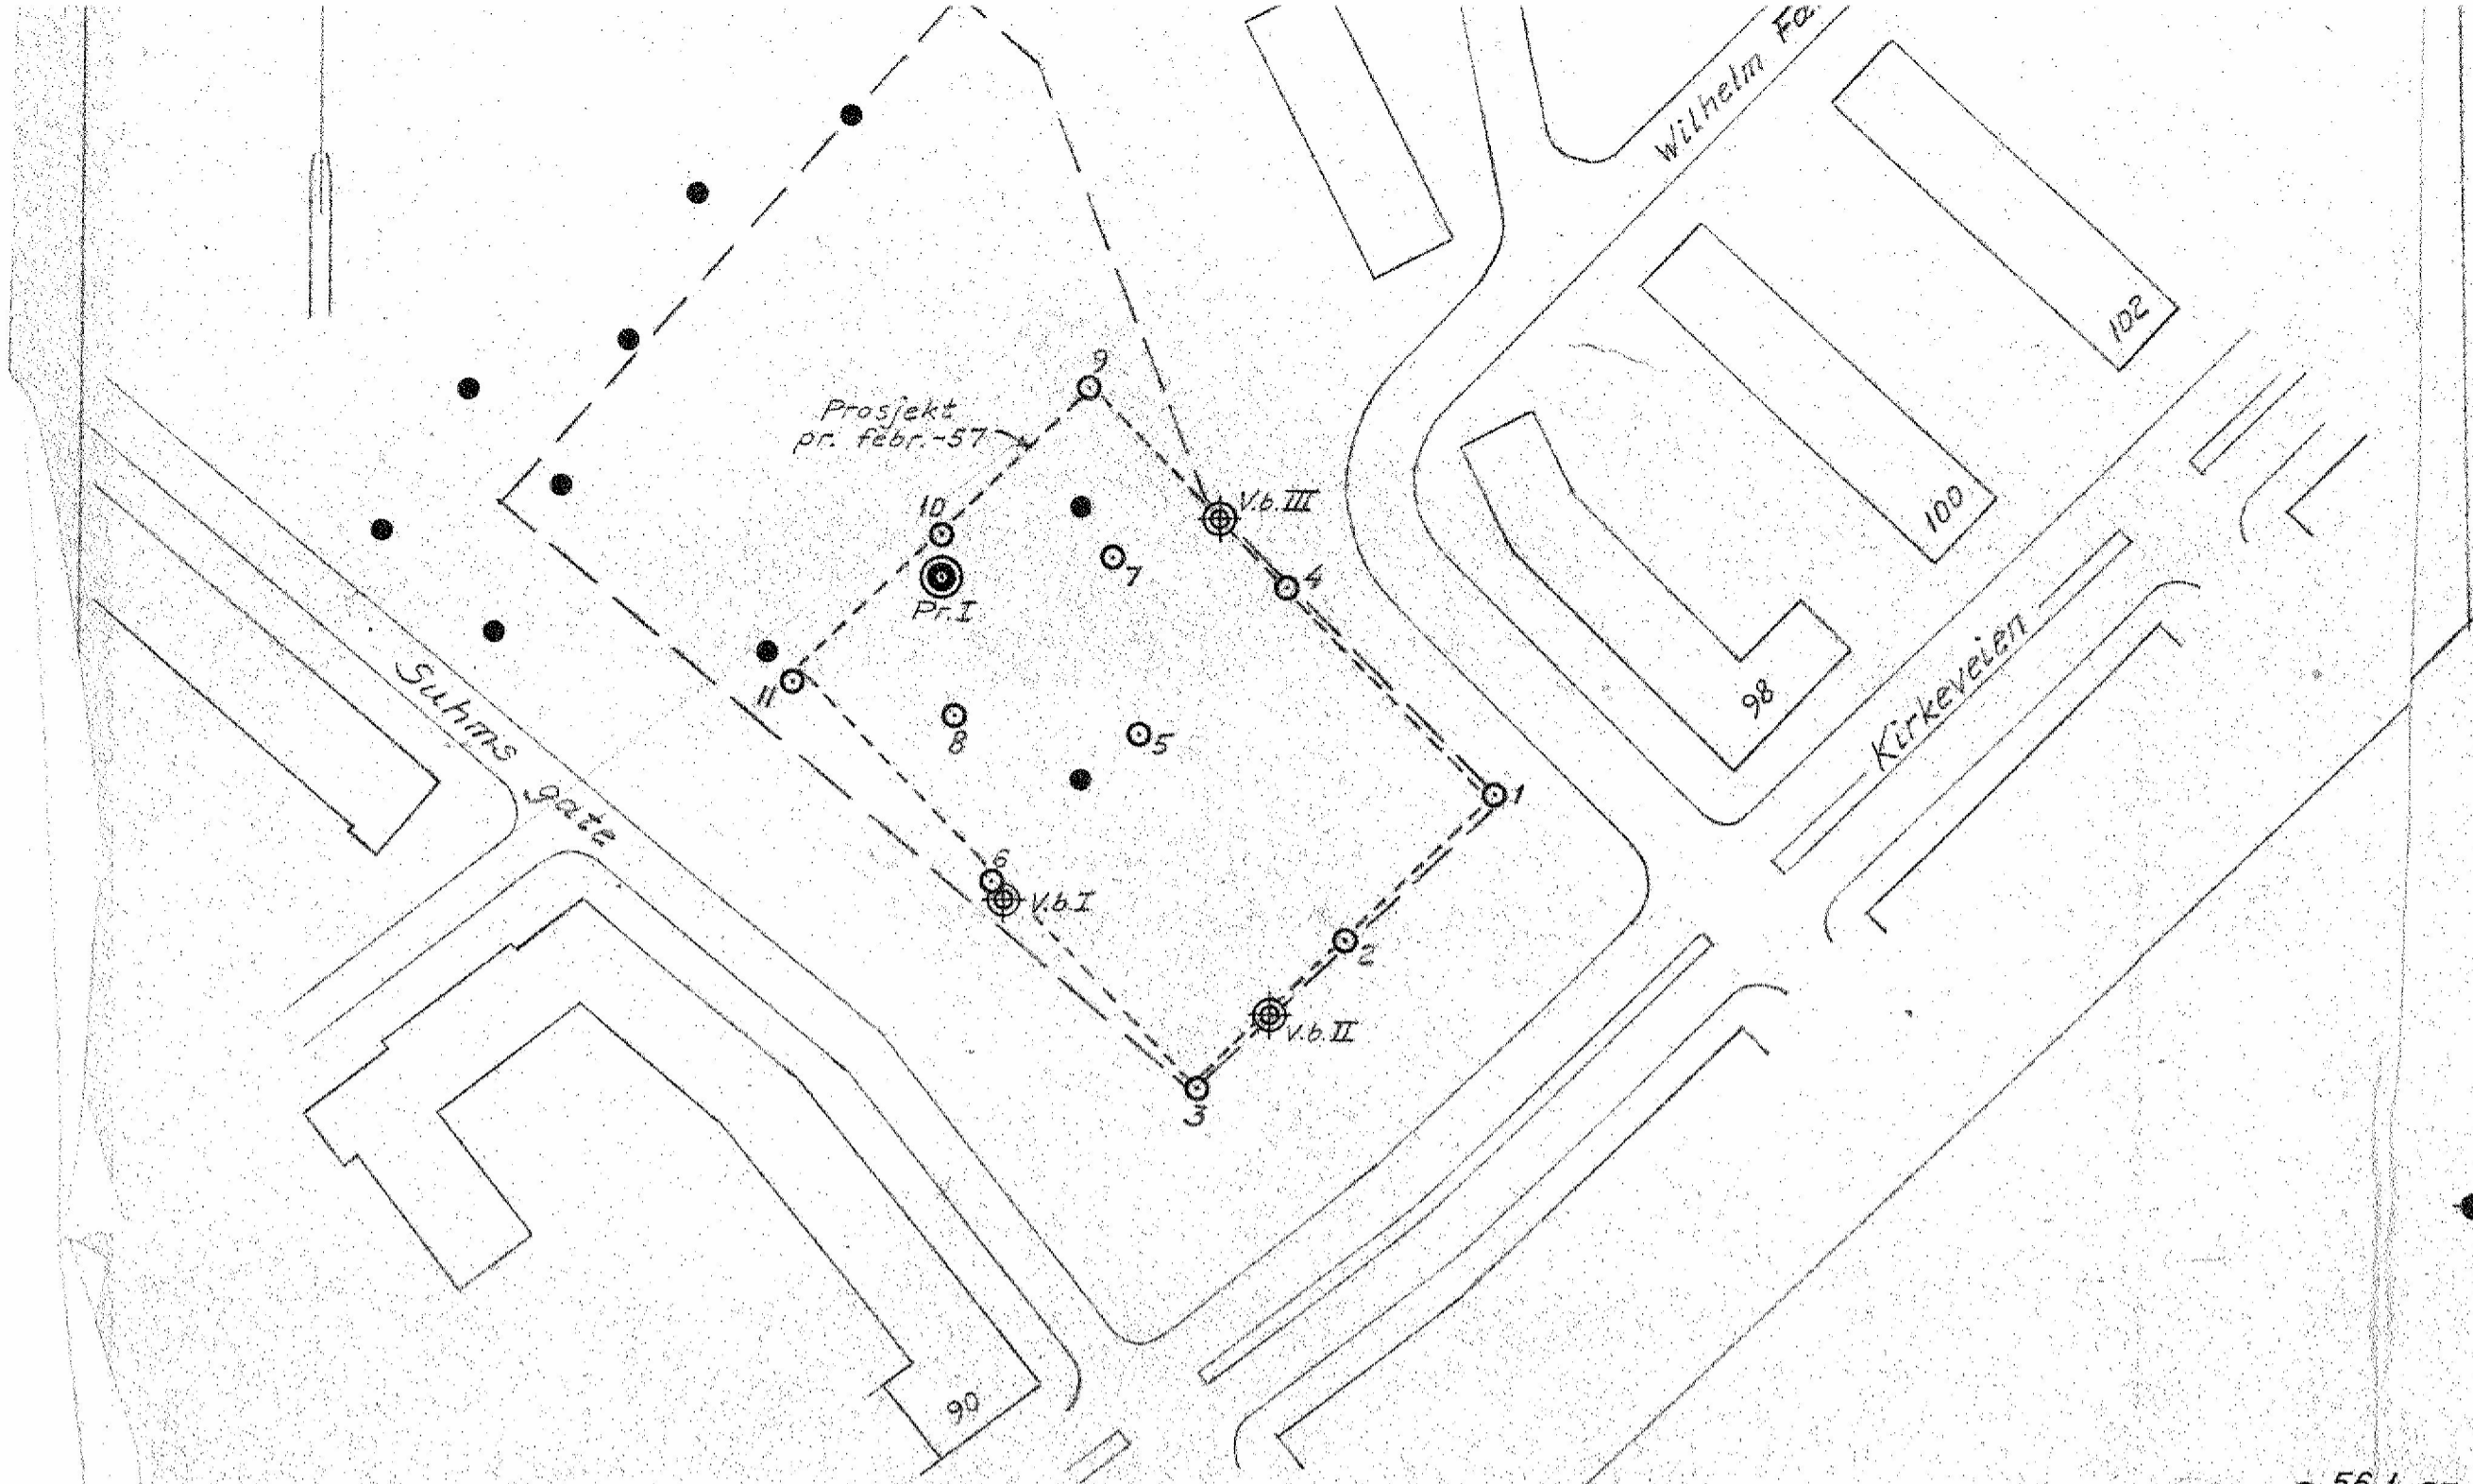 Wilhelm
102
9
Prosjekt
pr. febr.-57
V.b. III
100
10
7
4
Pr. I
Kirkeveien
98
11
Suhms
gate
8
5
1
6
V.b. I
2
V.b. II
3
90